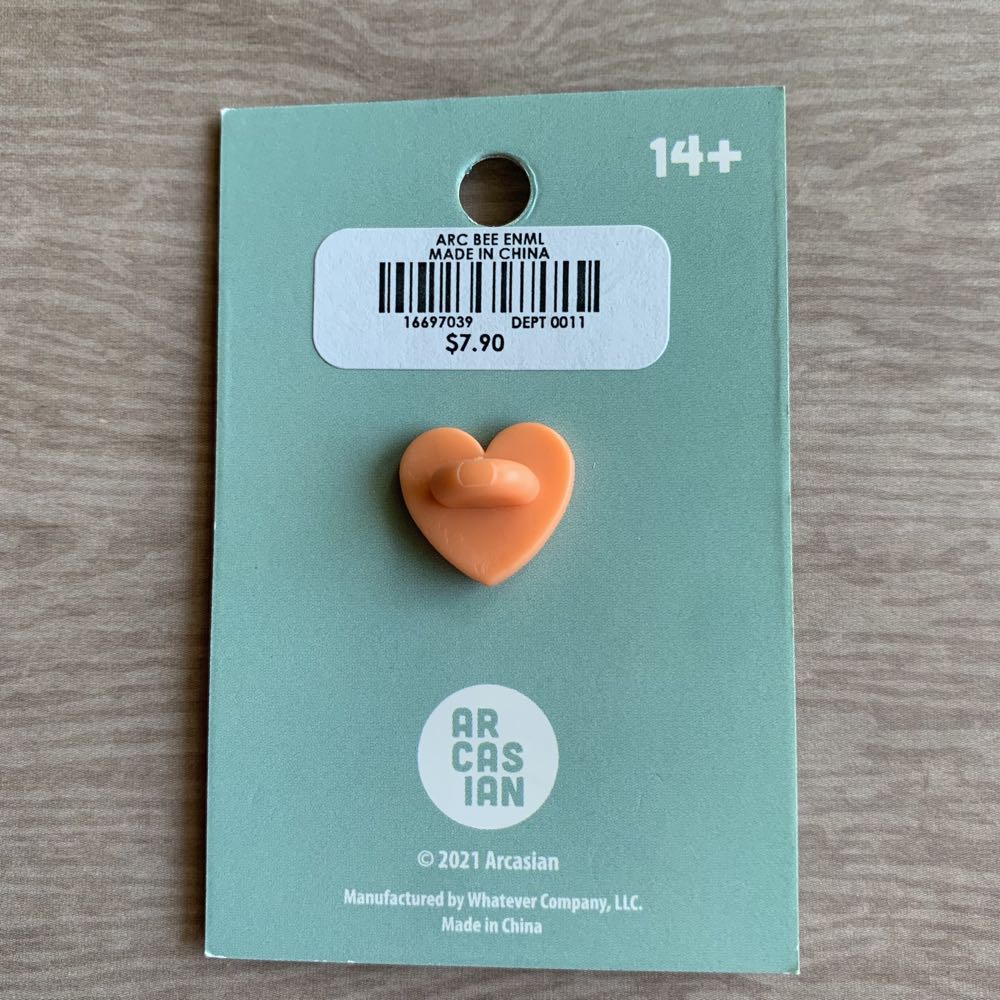 14+
ARC BEE ENML
MADE IN CHINA
16697039 DEPT 0011
$7.90
AR
CAS
IAN
© 2021 Arcasian
Manufactured by Whatever Company, LLC.
Made in China